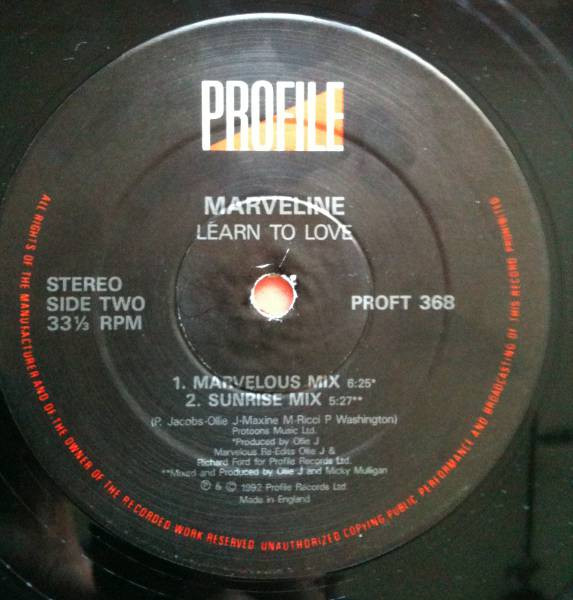 PROFILE
MARVELINE
LEARN TO LOVE
STEREO
SIDE TWO
33⅓ RPM
PROFT 368
1. MARVELOUS MIX 6:25*
2. SUNRISE MIX 5:27**
(P. Jacobs-Ollie J-Maxine M-Ricci P Washington)
Protoons Music Ltd.
*Produced by Ollie J
Marvelous Re-Edits Ollie J &
Richard Ford for Profile Records Ltd.
**Mixed and Produced by Ollie J and Micky Mulligan
℗ & © 1992 Profile Records Ltd.
Made in England
ALL RIGHTS OF THE MANUFACTURER AND OF THE OWNER OF THE RECORDED WORK RESERVED. UNAUTHORIZED COPYING PUBLIC PERFORMANCE AND BROADCASTING OF THIS RECORD PROHIBITED